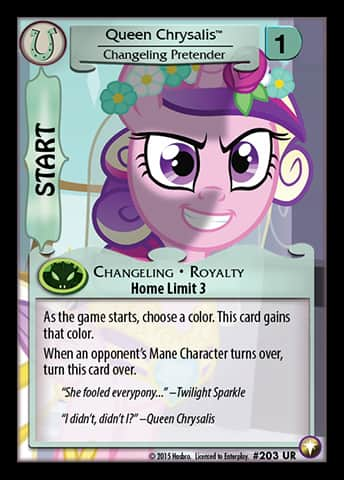 Queen Chrysalis™
Changeling Pretender
1
START
CHANGELING • ROYALTY
Home Limit 3
As the game starts, choose a color. This card gains
that color.
When an opponent's Mane Character turns over,
turn this card over.
"She fooled everypony..." –Twilight Sparkle
"I didn't, didn't I?" –Queen Chrysalis
© 2015 Hasbro. Licensed to Enterplay. #203 UR